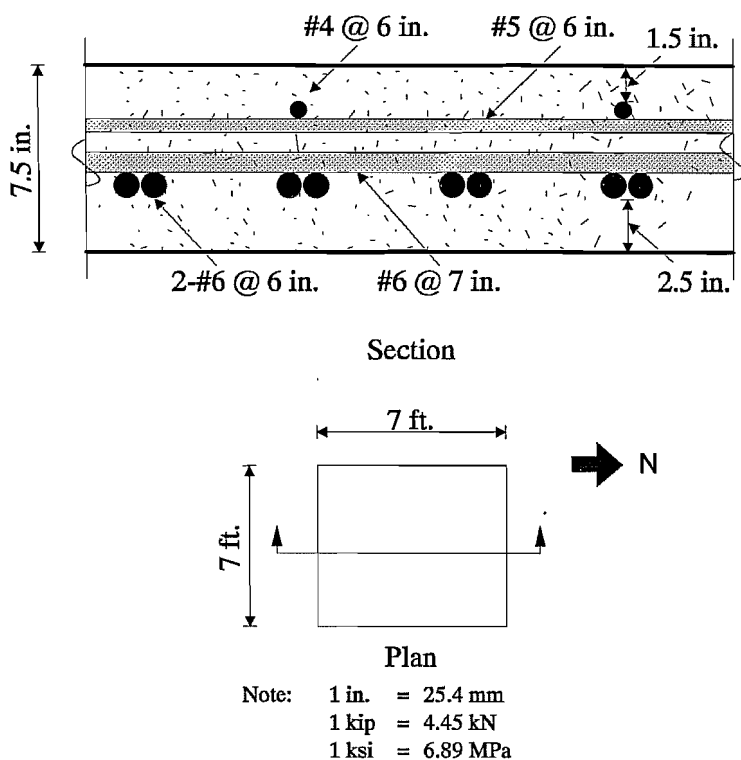 #4 @ 6 in.
#5 @ 6 in.
1.5 in.
7.5 in.
2-#6 @ 6 in.
#6 @ 7 in.
2.5 in.
Section
7 ft.
N
7 ft.
Plan
Note: 1 in. = 25.4 mm
1 kip = 4.45 kN
1 ksi = 6.89 MPa